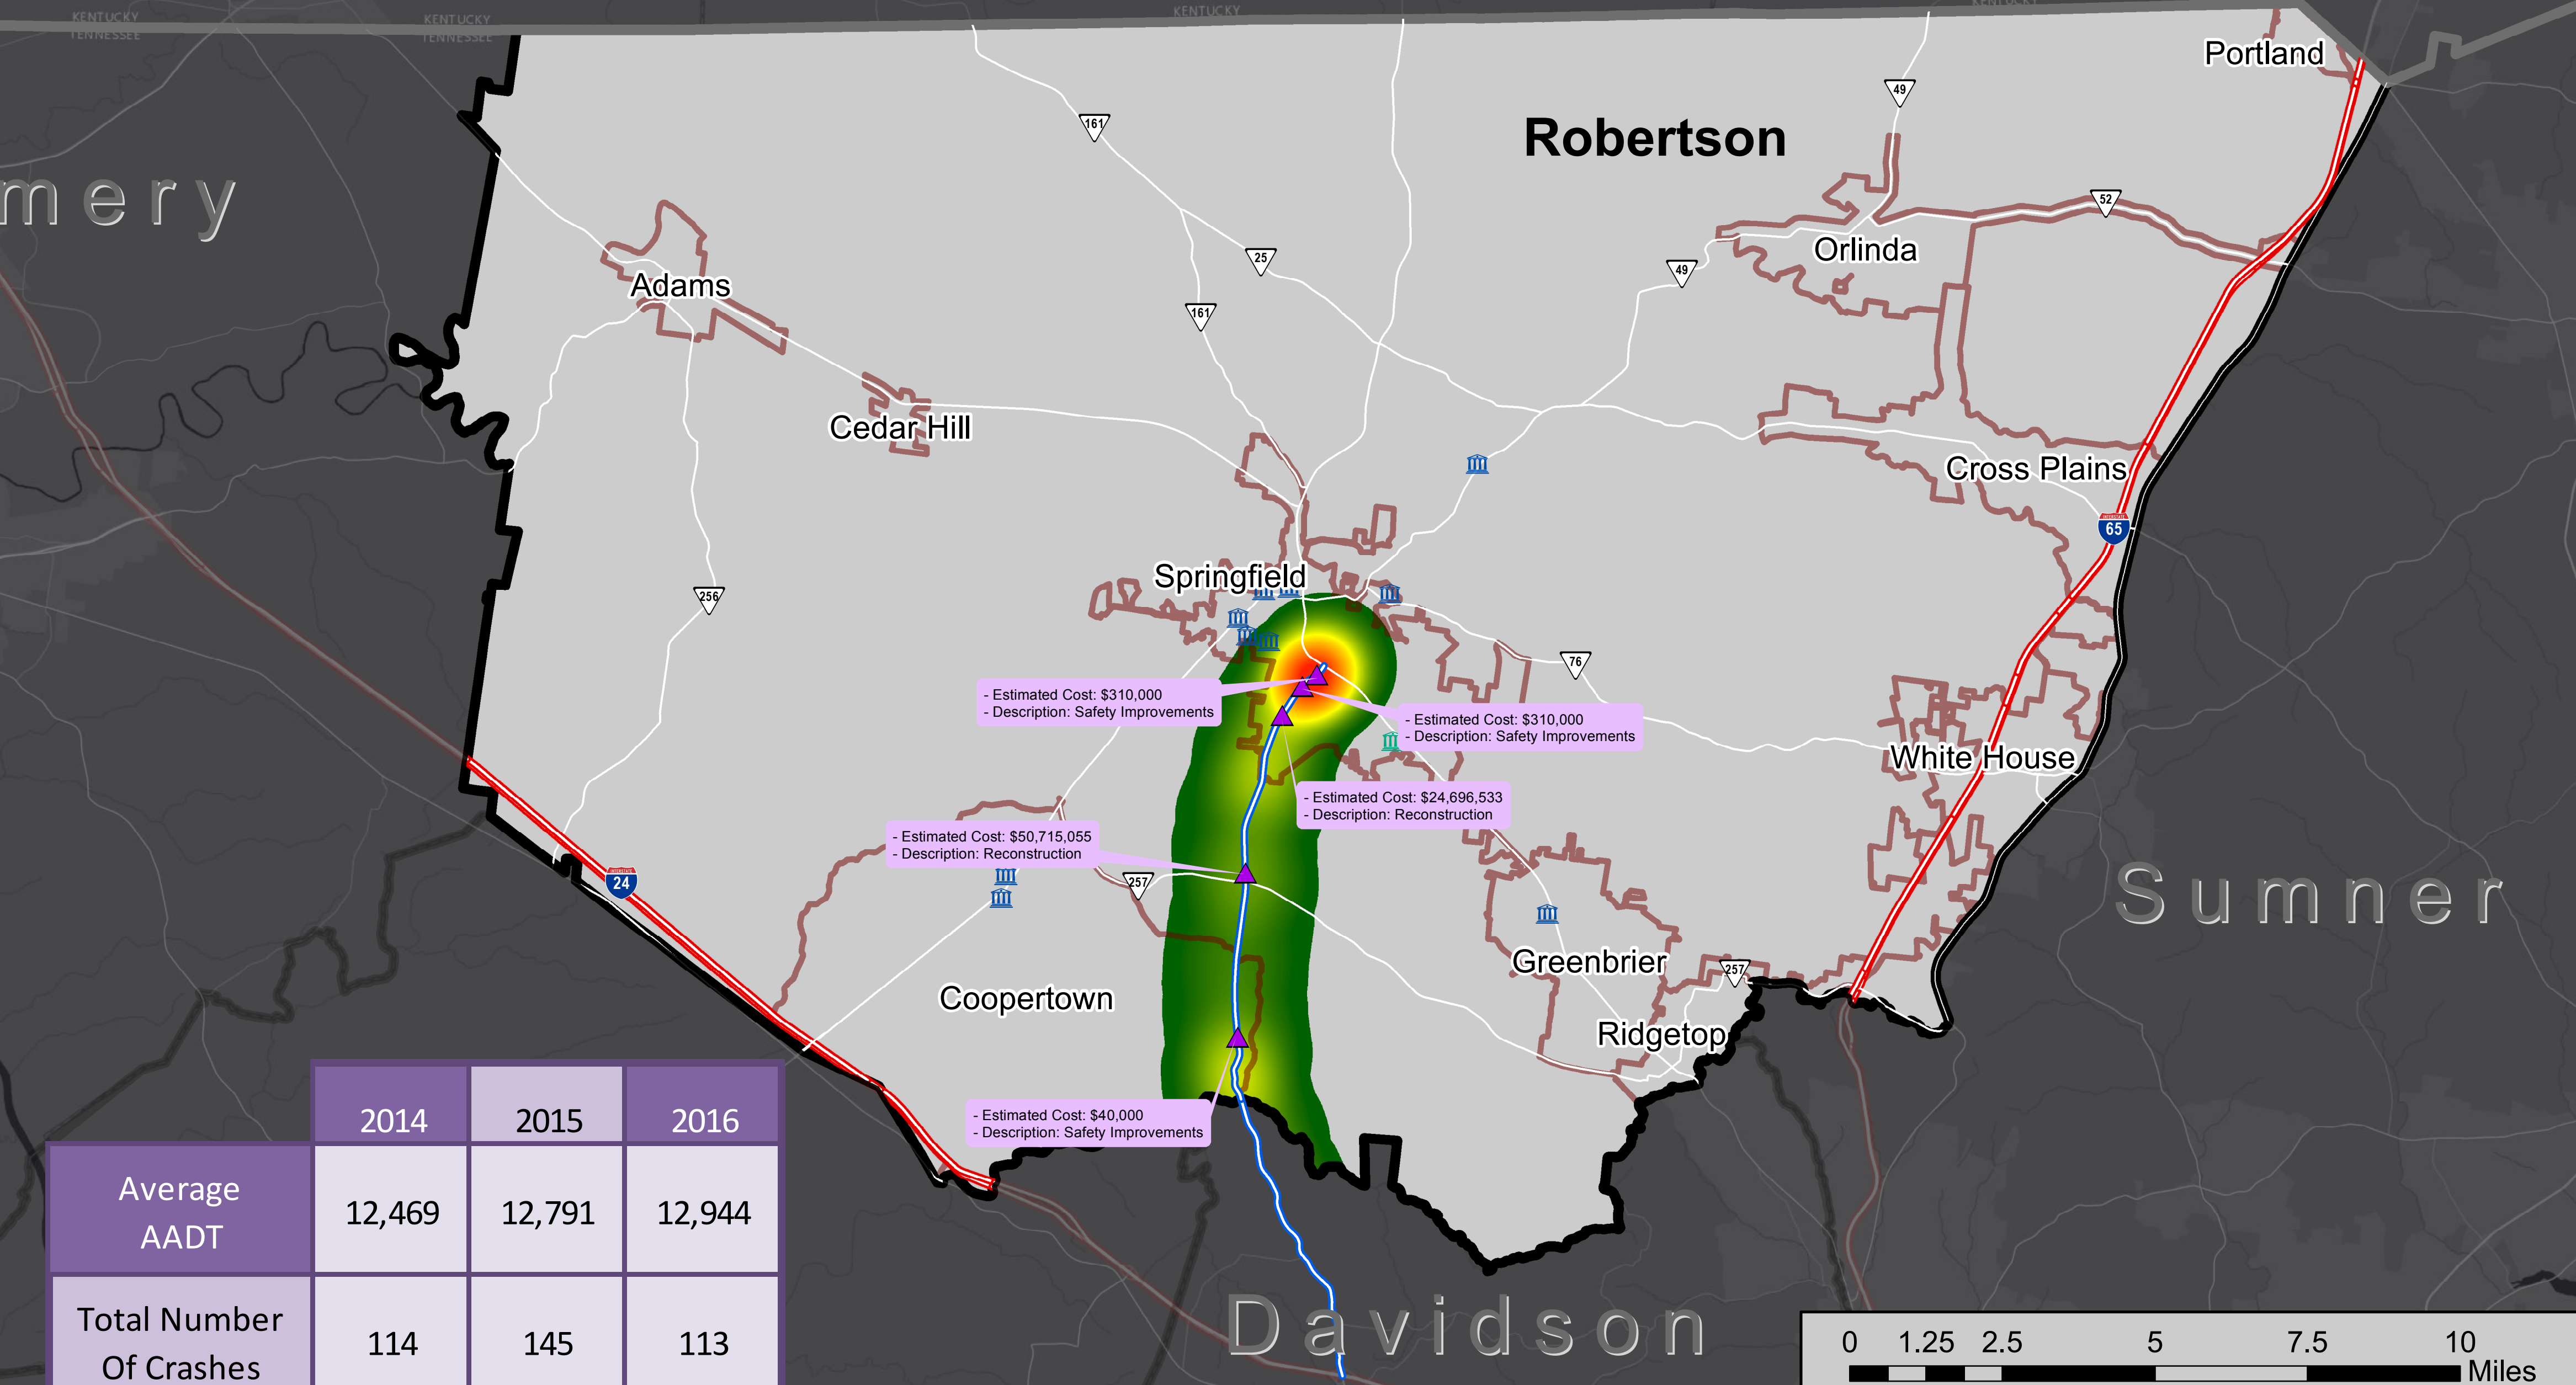 KENTUCKY
TENNESSEE
KENTUCKY
TENNESSEE
KENTUCKY
KENTUCKY
Portland
49
161
Robertson
mery
52
Orlinda
25
49
Adams
161
Cedar Hill
Cross Plains
INTERSTATE
65
Springfield
256
76
- Estimated Cost: $310,000
- Description: Safety Improvements
- Estimated Cost: $310,000
- Description: Safety Improvements
White House
- Estimated Cost: $24,696,533
- Description: Reconstruction
- Estimated Cost: $50,715,055
- Description: Reconstruction
INTERSTATE
24
257
Sumner
Greenbrier
257
Coopertown
Ridgetop
- Estimated Cost: $40,000
- Description: Safety Improvements
2014 2015 2016
Average
AADT
12,469 12,791 12,944
Total Number
Of Crashes
114 145 113
Davidson
0 1.25 2.5 5 7.5 10
Miles